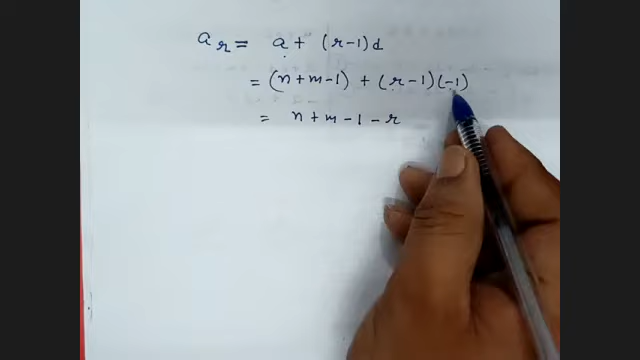 a_r = a + (r-1)d
= (n+m-1) + (r-1)(-1)
= n+m-1-r